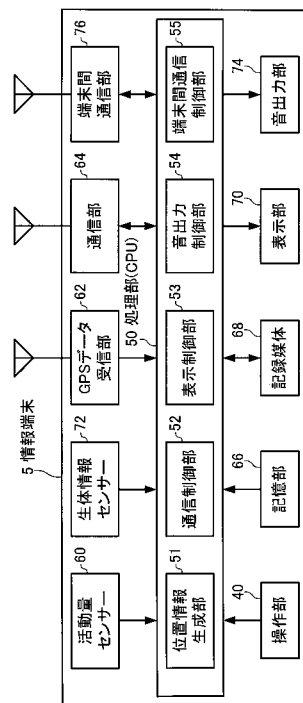 5 情報端末
60
活動量
センサー
72
生体情報
センサー
62
GPSデータ
受信部
64
通信部
76
端末間
通信部
50 処理部(CPU)
51
位置情報
生成部
52
通信制御部
53
表示制御部
54
音出力
制御部
55
端末間通信
制御部
40
操作部
66
記憶部
68
記録媒体
70
表示部
74
音出力部